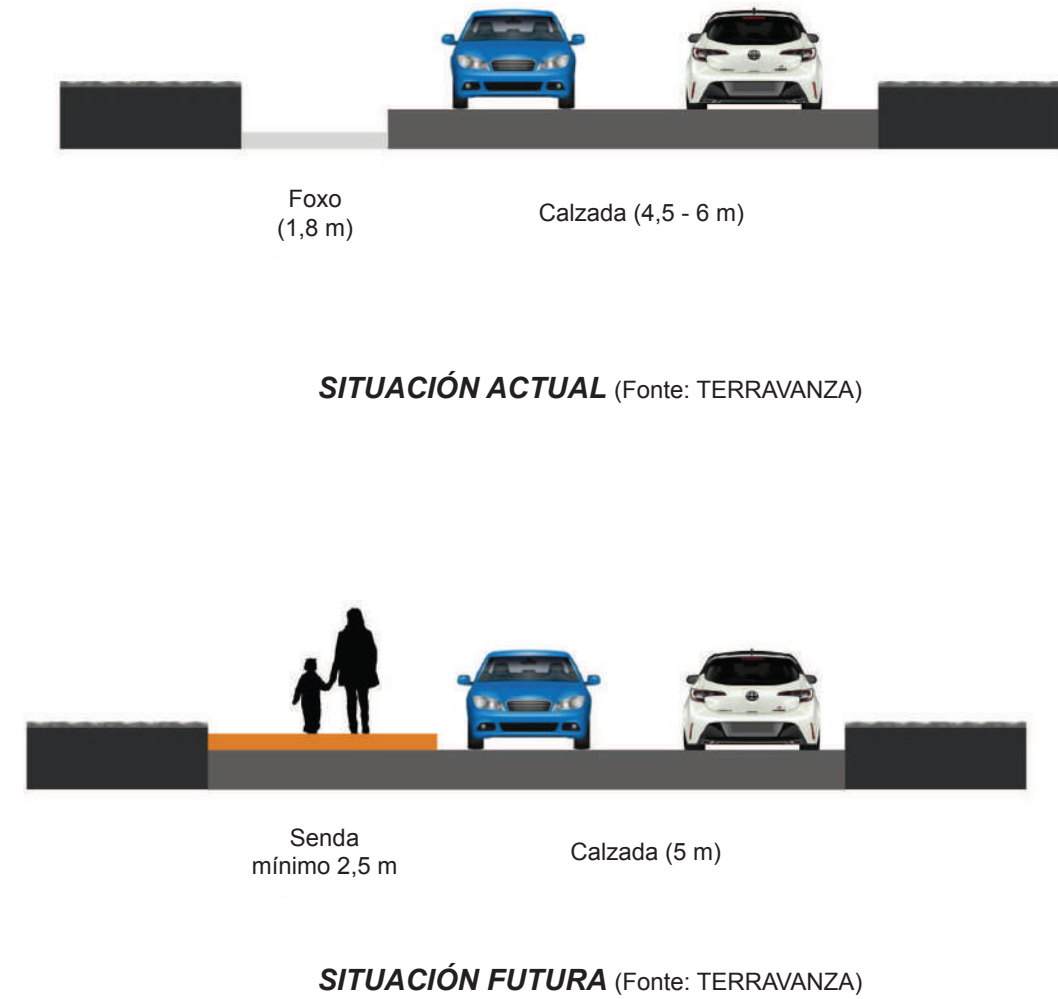 Foxo
(1,8 m)
Calzada (4,5 - 6 m)
SITUACIÓN ACTUAL (Fonte: TERRAVANZA)
Senda
mínimo 2,5 m
Calzada (5 m)
SITUACIÓN FUTURA (Fonte: TERRAVANZA)